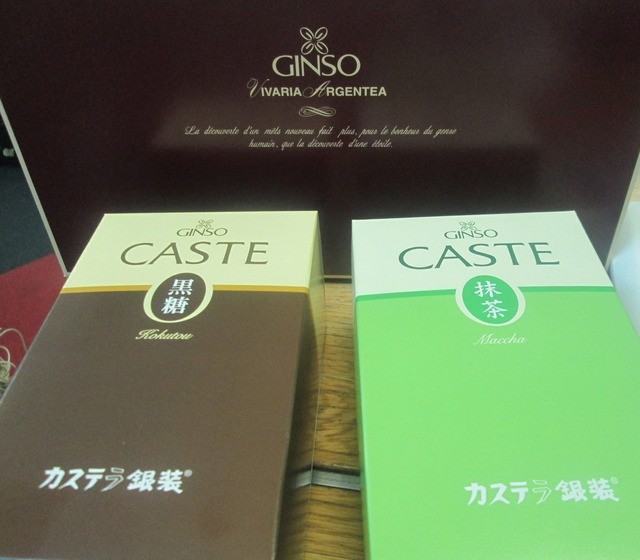 GINSO
VIVARIA ARGENTEA
La découverte d'un mets nouveau fait plus, pour le bonheur du genre
humain, que la découverte d'une étoile.
GINSO
CASTE
黒糖
Kokutou
カステラ銀装®
GINSO
CASTE
抹茶
Maccha
カステラ銀装®